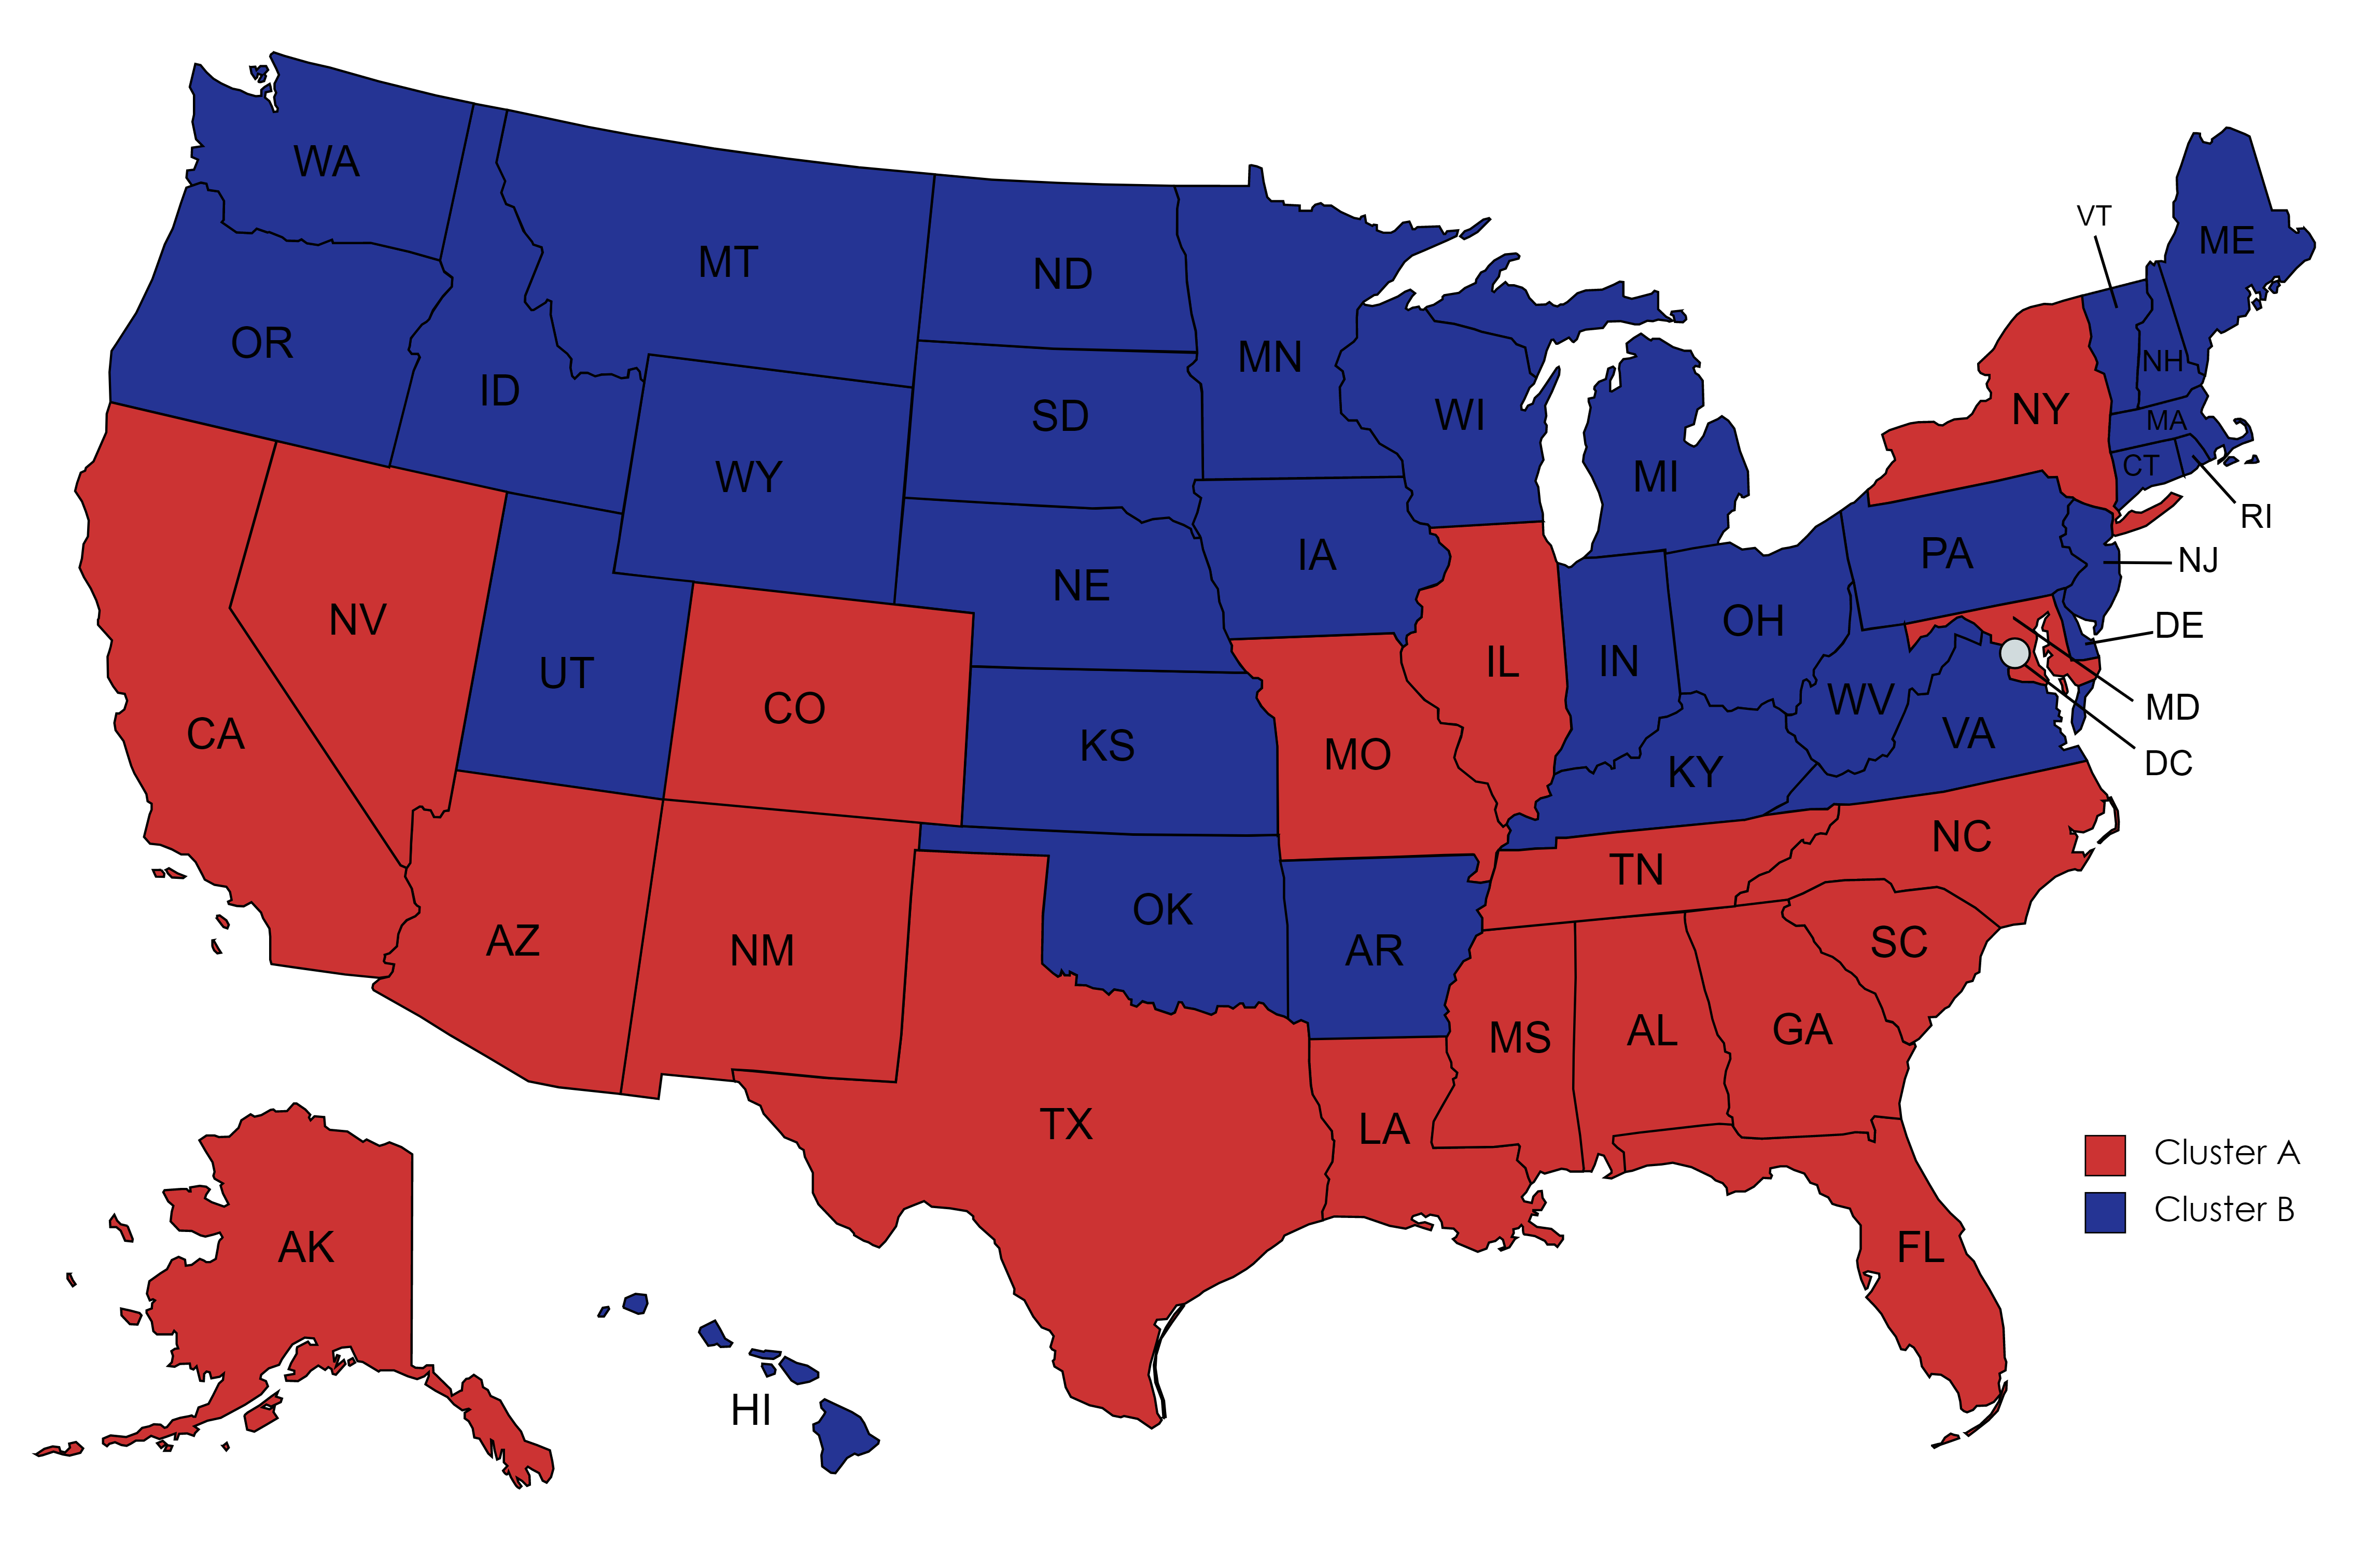 WA
MT
ND
MN
VT
ME
OR
ID
SD
WI
MI
NY
NH
MA
CT
RI
WY
NE
IA
PA
NJ
NV
UT
CO
KS
MO
IL
IN
OH
WV
VA
DE
MD
DC
CA
KY
AZ
NM
OK
AR
TN
NC
SC
TX
LA
MS
AL
GA
FL
AK
HI
Cluster A
Cluster B